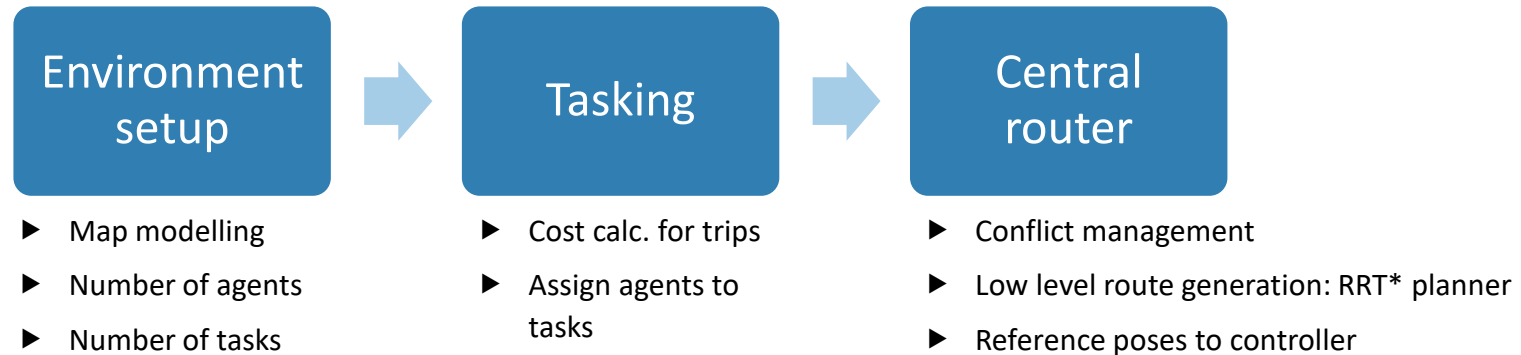 Environment
setup
Tasking
Central
router
▶ Map modelling
▶ Number of agents
▶ Number of tasks
▶ Cost calc. for trips
▶ Assign agents to
tasks
▶ Conflict management
▶ Low level route generation: RRT* planner
▶ Reference poses to controller